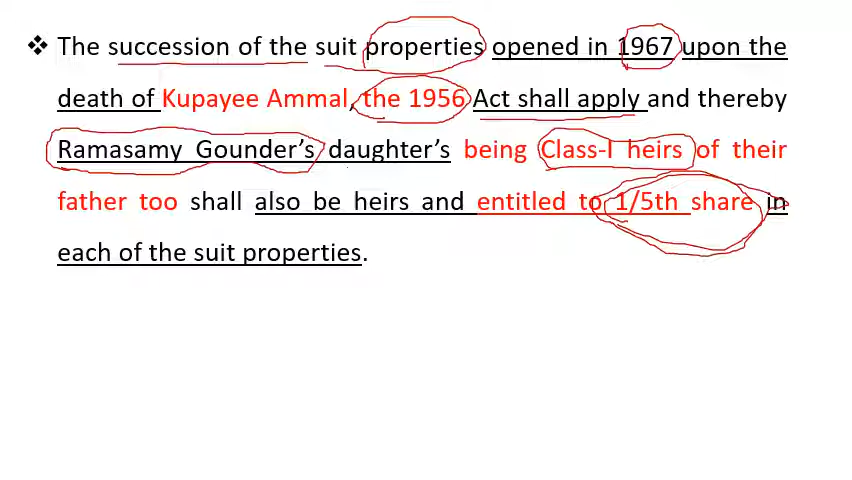 ❖ The succession of the suit properties opened in 1967 upon the
death of Kupayee Ammal, the 1956 Act shall apply and thereby
Ramasamy Gounder’s daughter’s being Class-I heirs of their
father too shall also be heirs and entitled to 1/5th share in
each of the suit properties.